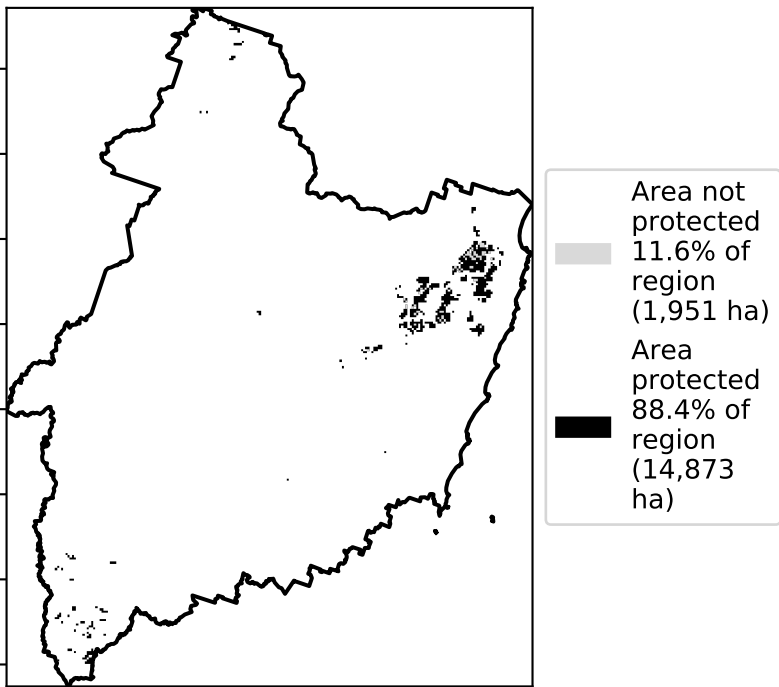 Area not
protected
11.6% of
region
(1,951 ha)
Area
protected
88.4% of
region
(14,873
ha)